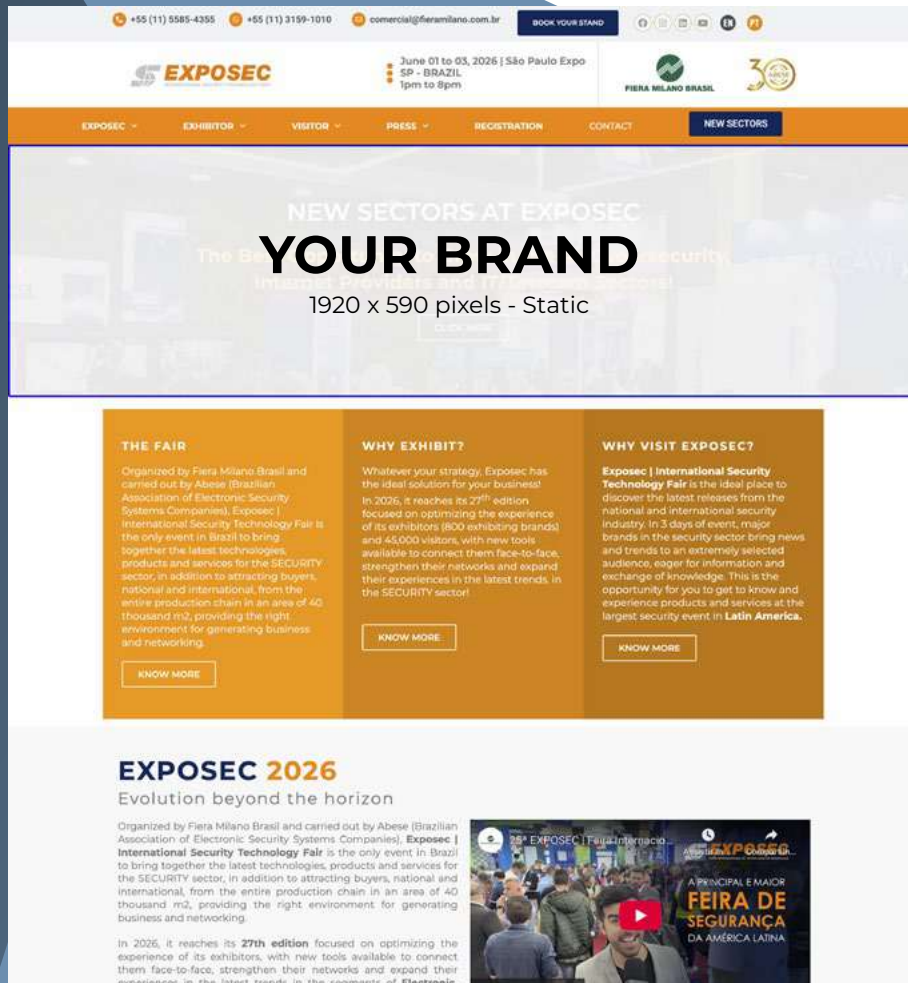 +55 (11) 5585-4355 +55 (11) 3159-1010 comercial@fieramilano.com.br BOOK YOUR STAND EN PT
EXPOSEC
June 01 to 03, 2026 | São Paulo Expo
SP - BRAZIL
1pm to 8pm
FIERA MILANO BRASIL
30
EXPOSEC EXHIBITOR VISITOR PRESS REGISTRATION CONTACT NEW SECTORS
NEW SECTORS AT EXPOSEC
YOUR BRAND
1920 x 590 pixels - Static
THE FAIR
Organized by Fiera Milano Brasil and
carried out by Abese (Brazilian
Association of Electronic Security
Systems Companies), Exposec |
International Security Technology Fair is
the only event in Brazil to bring
together the latest technologies,
products and services for the SECURITY
sector, in addition to attracting buyers,
national and international, from the
entire production chain in an area of 40
thousand m2, providing the right
environment for generating business
and networking.
KNOW MORE
WHY EXHIBIT?
Whatever your strategy, Exposec has
the ideal solution for your business!
In 2026, it reaches its 27th edition
focused on optimizing the experience
of its exhibitors (800 exhibiting brands)
and 45,000 visitors, with new tools
available to connect them face-to-face,
strengthen their networks and expand
their experiences in the latest trends, in
the SECURITY sector!
KNOW MORE
WHY VISIT EXPOSEC?
Exposec | International Security
Technology Fair is the ideal place to
discover the latest releases from the
national and international security
industry. In 3 days of event, major
brands in the security sector bring news
and trends to an extremely selected
audience, eager for information and
exchange of knowledge. This is the
opportunity for you to get to know and
experience products and services at the
largest security event in Latin America.
KNOW MORE
EXPOSEC 2026
Evolution beyond the horizon
Organized by Fiera Milano Brasil and carried out by Abese (Brazilian
Association of Electronic Security Systems Companies), Exposec |
International Security Technology Fair is the only event in Brazil
to bring together the latest technologies, products and services for
the SECURITY sector, in addition to attracting buyers, national and
international, from the entire production chain in an area of 40
thousand m2, providing the right environment for generating
business and networking.
In 2026, it reaches its 27th edition focused on optimizing the
experience of its exhibitors, with new tools available to connect
them face-to-face, strengthen their networks and expand their
experiences in the latest trends in the segments of Electronic
25ª EXPOSEC | Feira Internacio...
EXPOSEC
A PRINCIPAL E MAIOR
FEIRA DE
SEGURANÇA
DA AMÉRICA LATINA